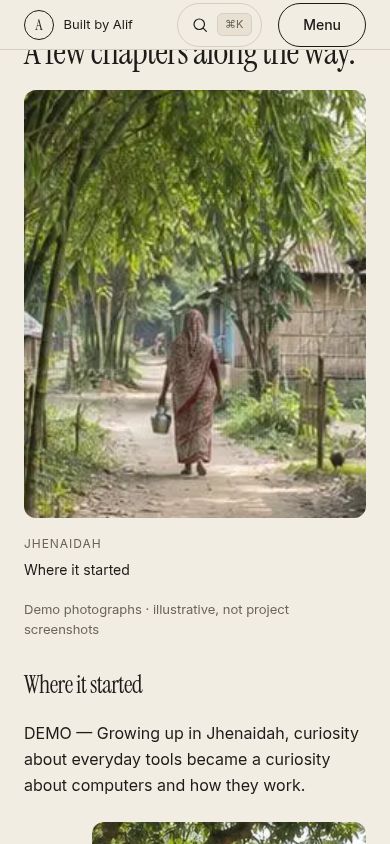 A
Built by Alif
⌘K
Menu
A few chapters along the way.
JHENAIDAH
Where it started
Demo photographs · illustrative, not project
screenshots
Where it started
DEMO — Growing up in Jhenaidah, curiosity
about everyday tools became a curiosity
about computers and how they work.